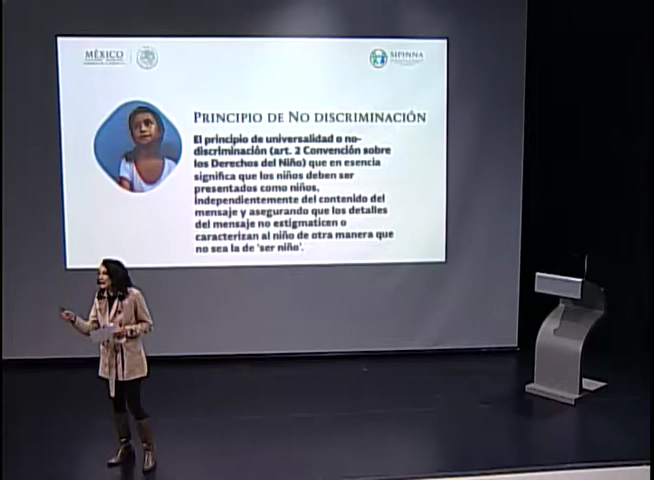 MÉXICO
SIPINNA
PRINCIPIO DE NO DISCRIMINACIÓN
El principio de universalidad o no-
discriminación (art. 2 Convención sobre
los Derechos del Niño) que en esencia
significa que los niños deben ser
presentados como niños,
independientemente del contenido del
mensaje y asegurando que los detalles
del mensaje no estigmaticen o
caracterizan al niño de otra manera que
no sea la de 'ser niño'.